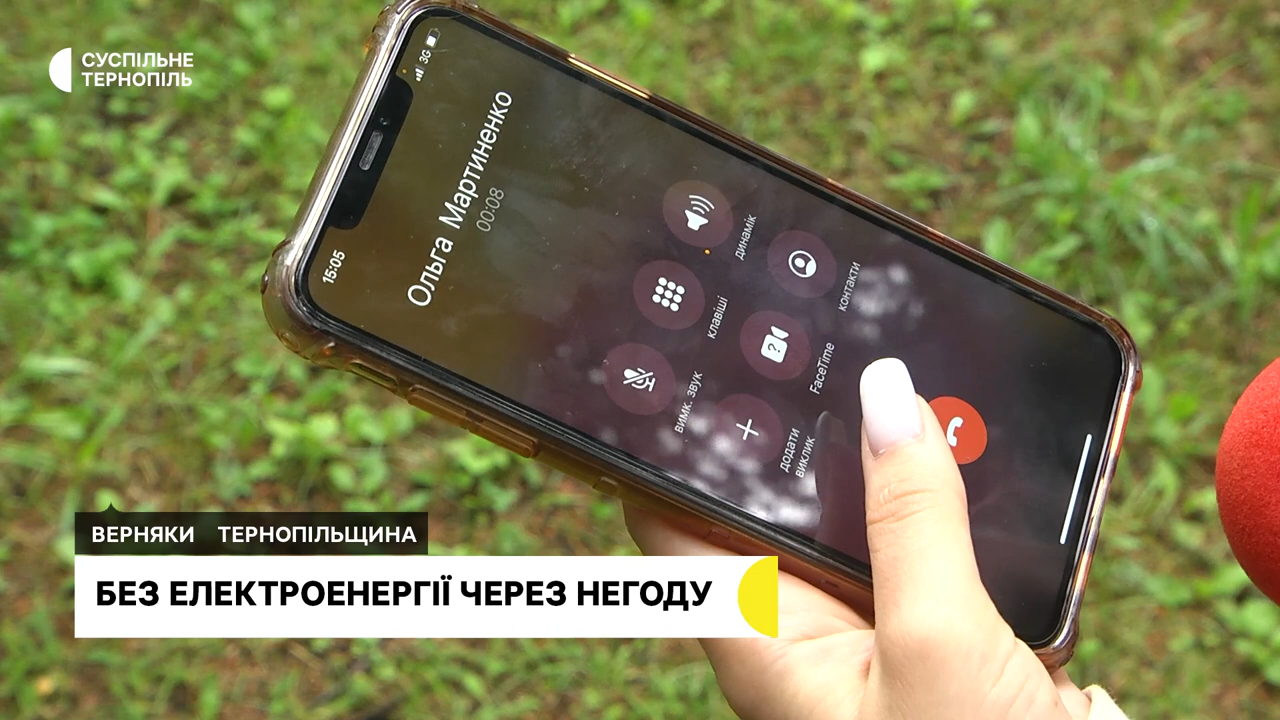 СУСПІЛЬНЕ
ТЕРНОПІЛЬ
3G
15:05
Ольга Мартиненко
00:08
вимк. звук
клавіші
динамік
додати
виклик
FaceTime
контакти
ВЕРНЯКИ ТЕРНОПІЛЬЩИНА
БЕЗ ЕЛЕКТРОЕНЕРГІЇ ЧЕРЕЗ НЕГОДУ